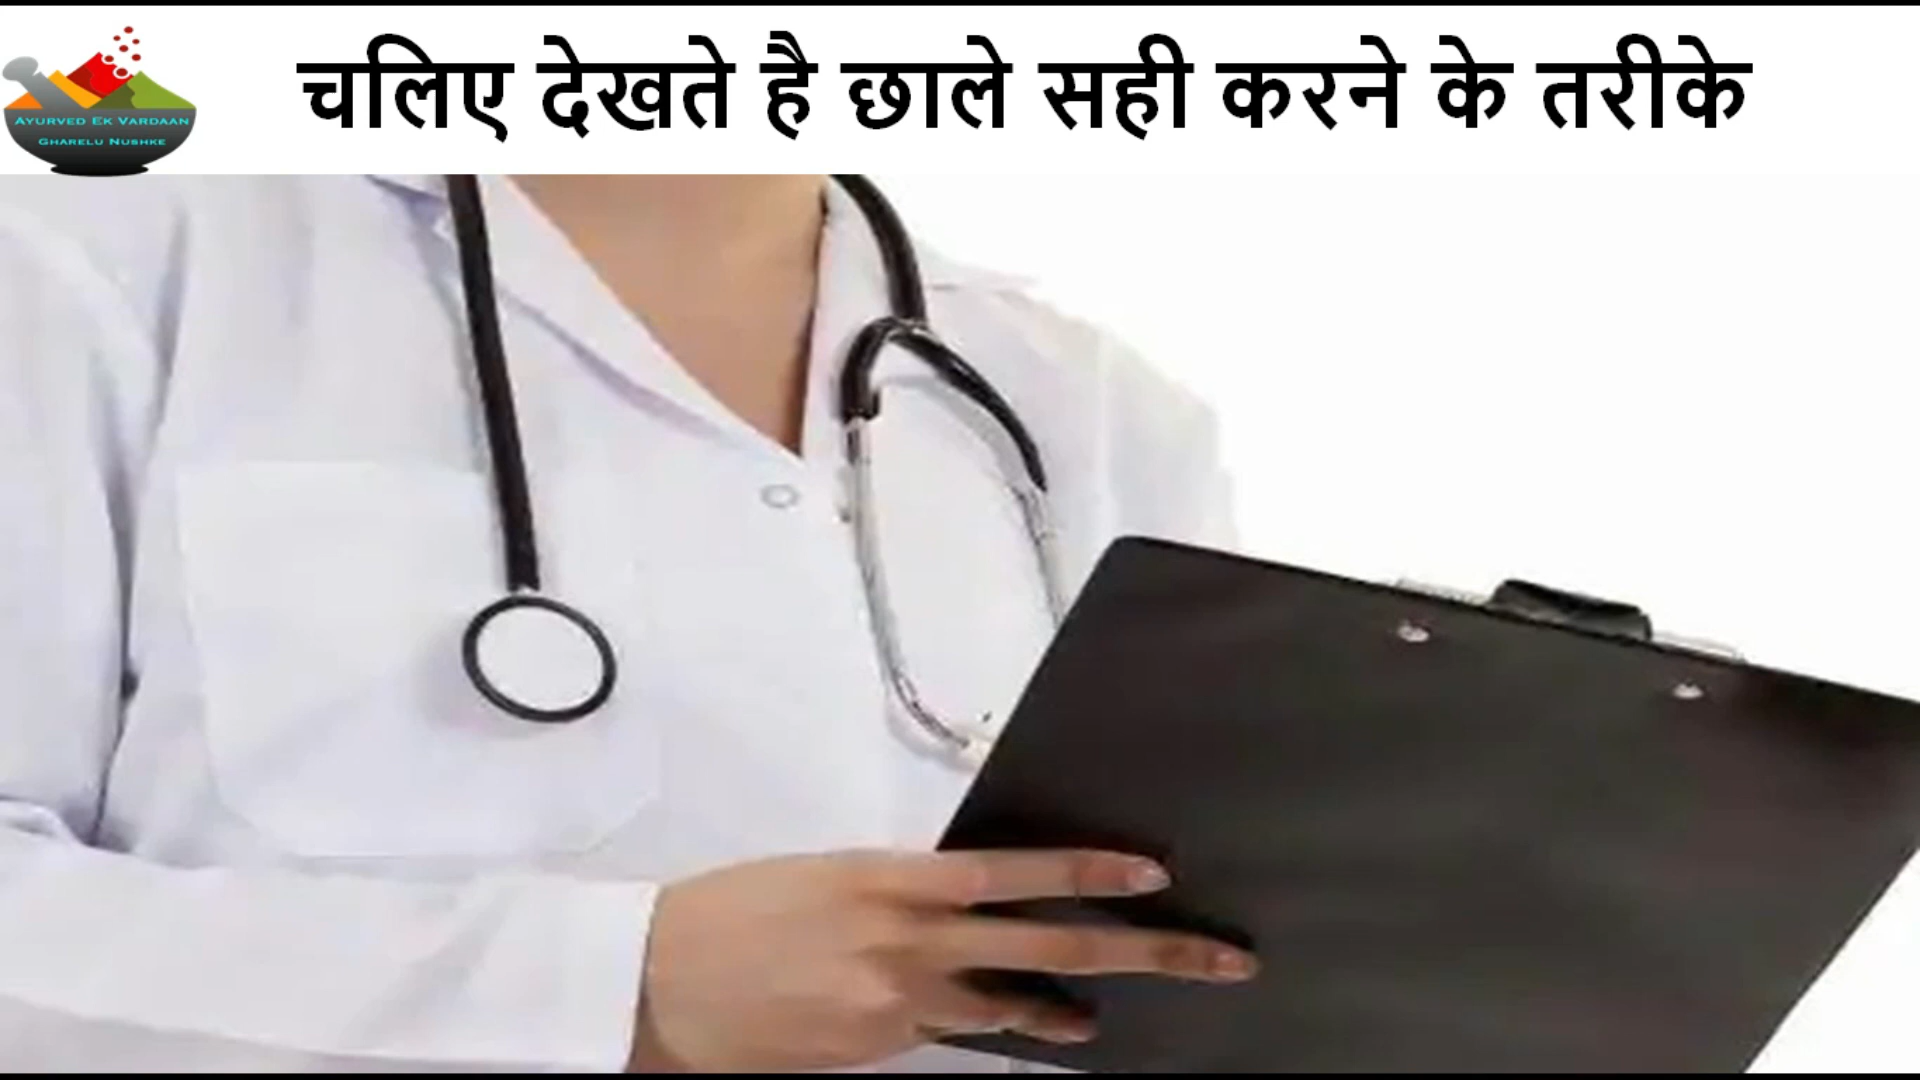 चलिए देखते है छाले सही करने के तरीके
AYURVED EK VARDAAN
GHARELU NUSHKE